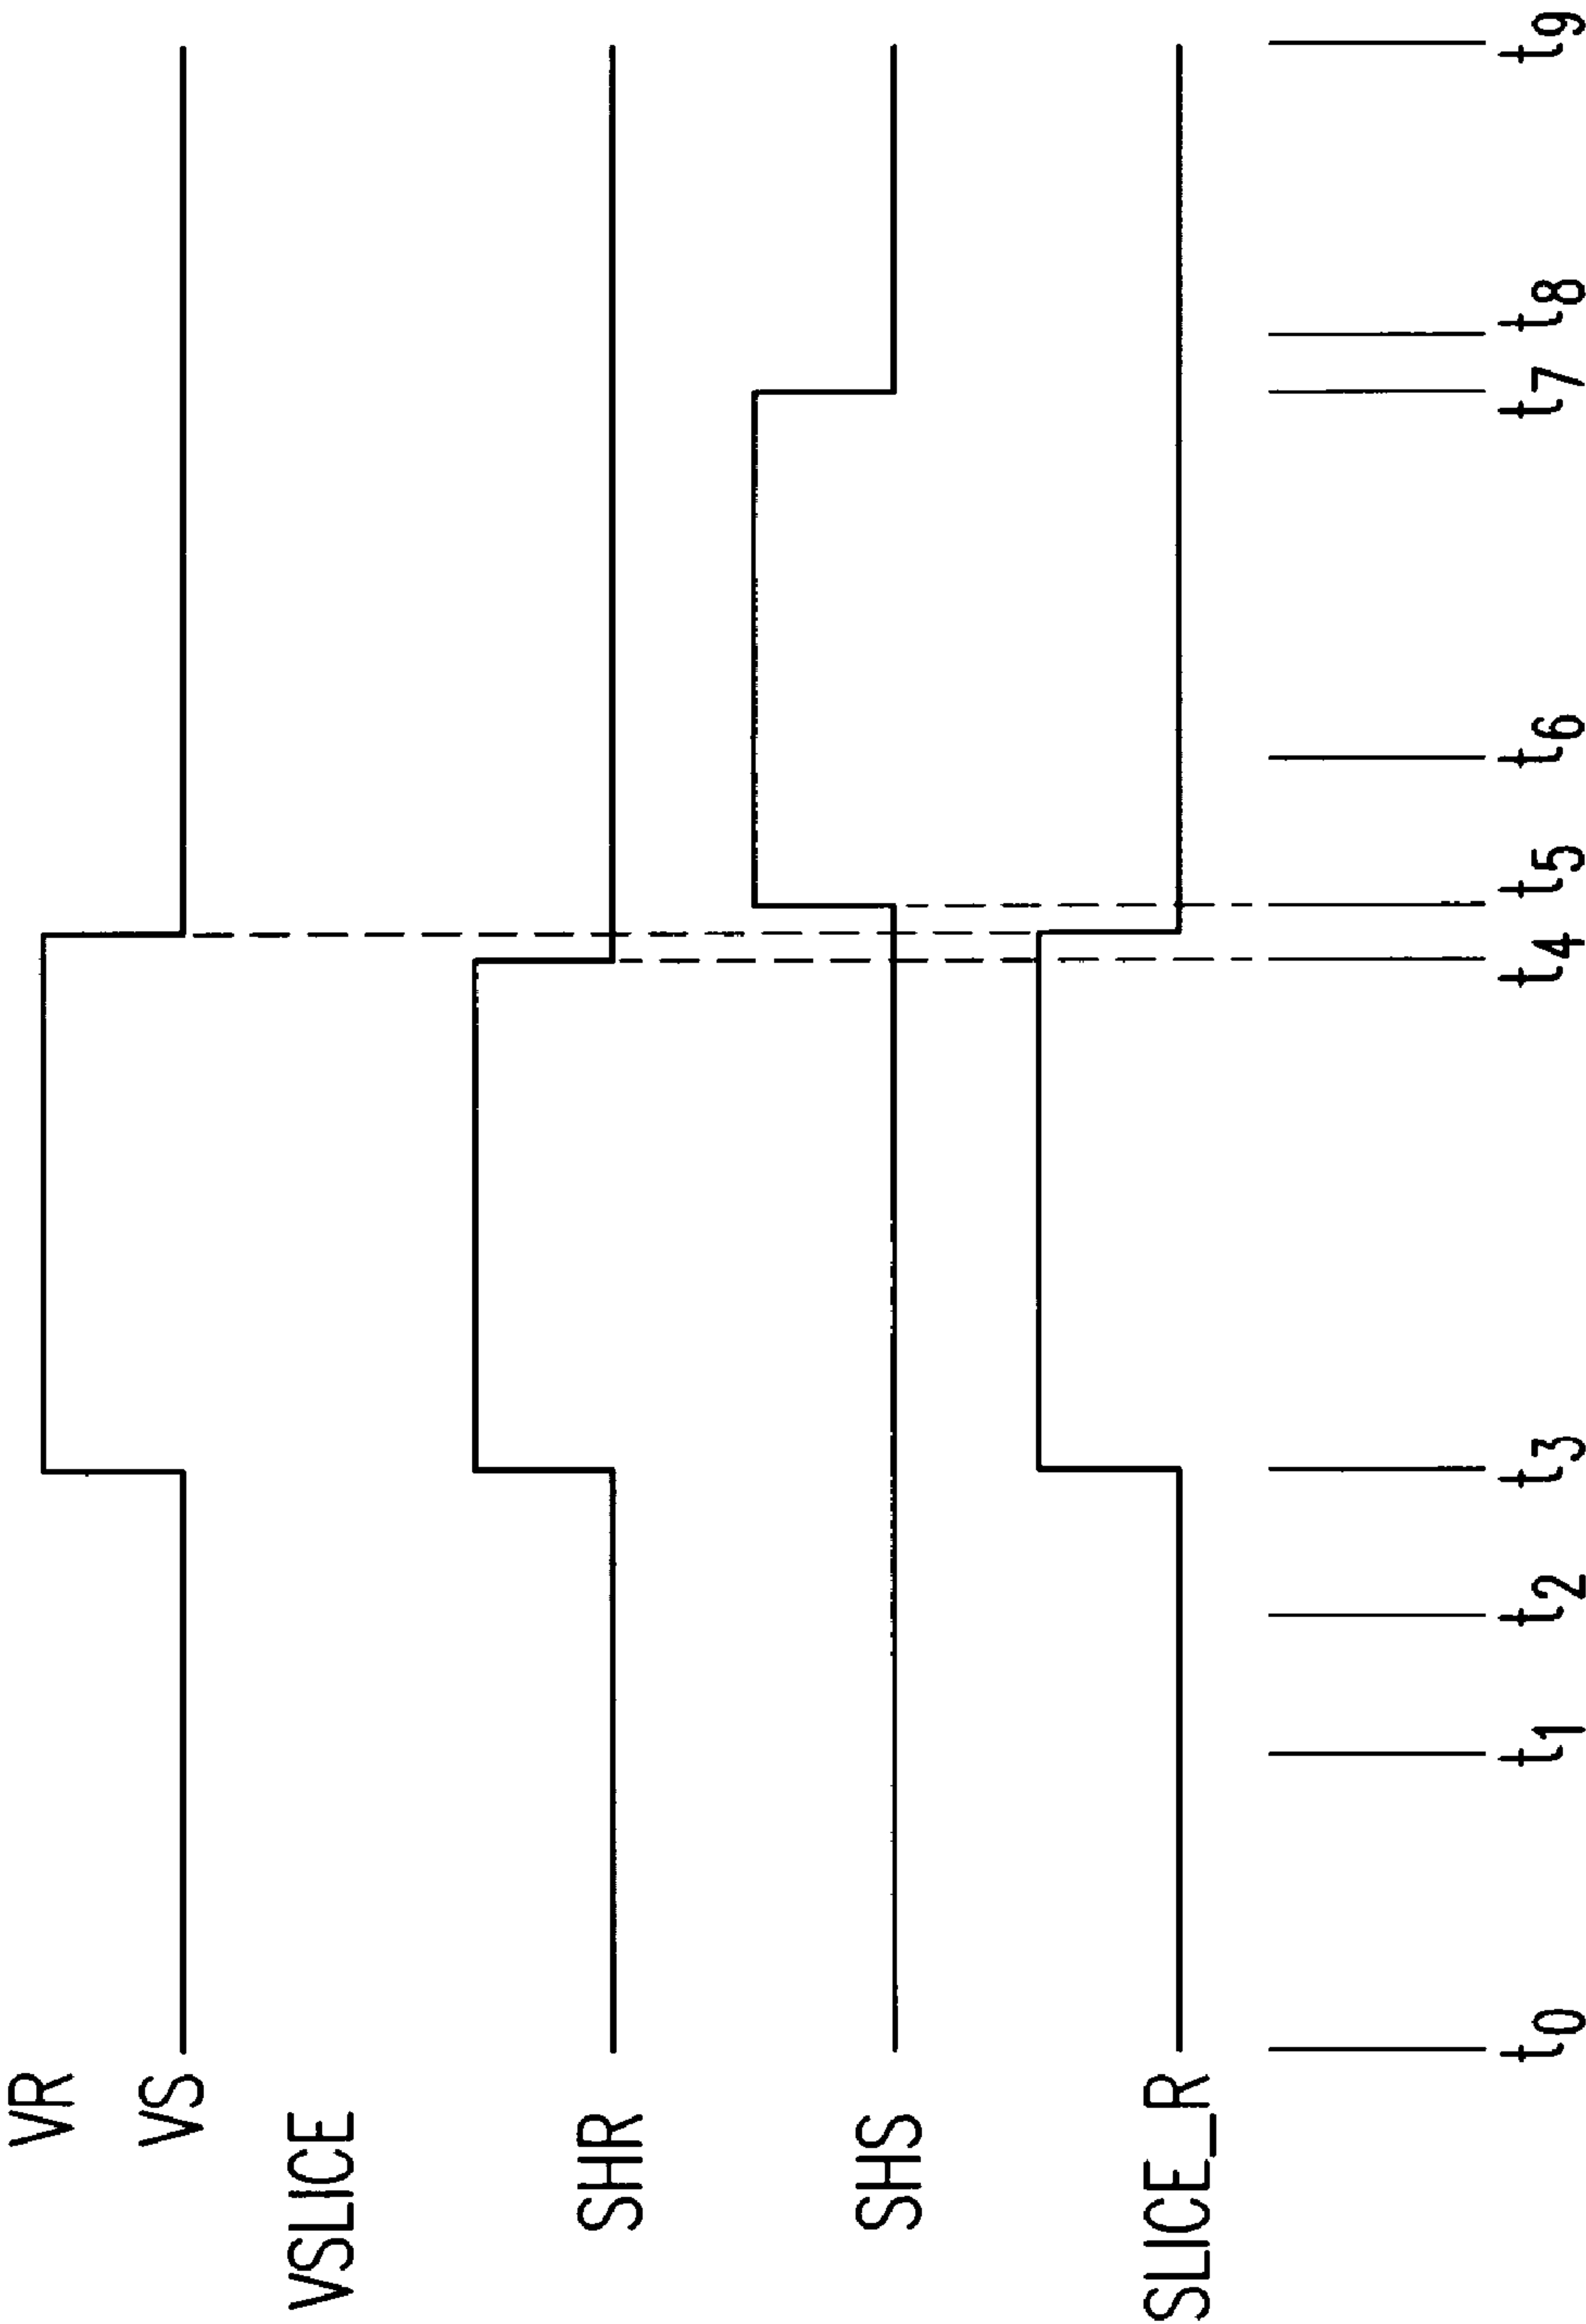 VR
VS
VSLICE
SHR
SHS
SLICE_R
t0 t1 t2 t3 t4 t5 t6 t7 t8 t9